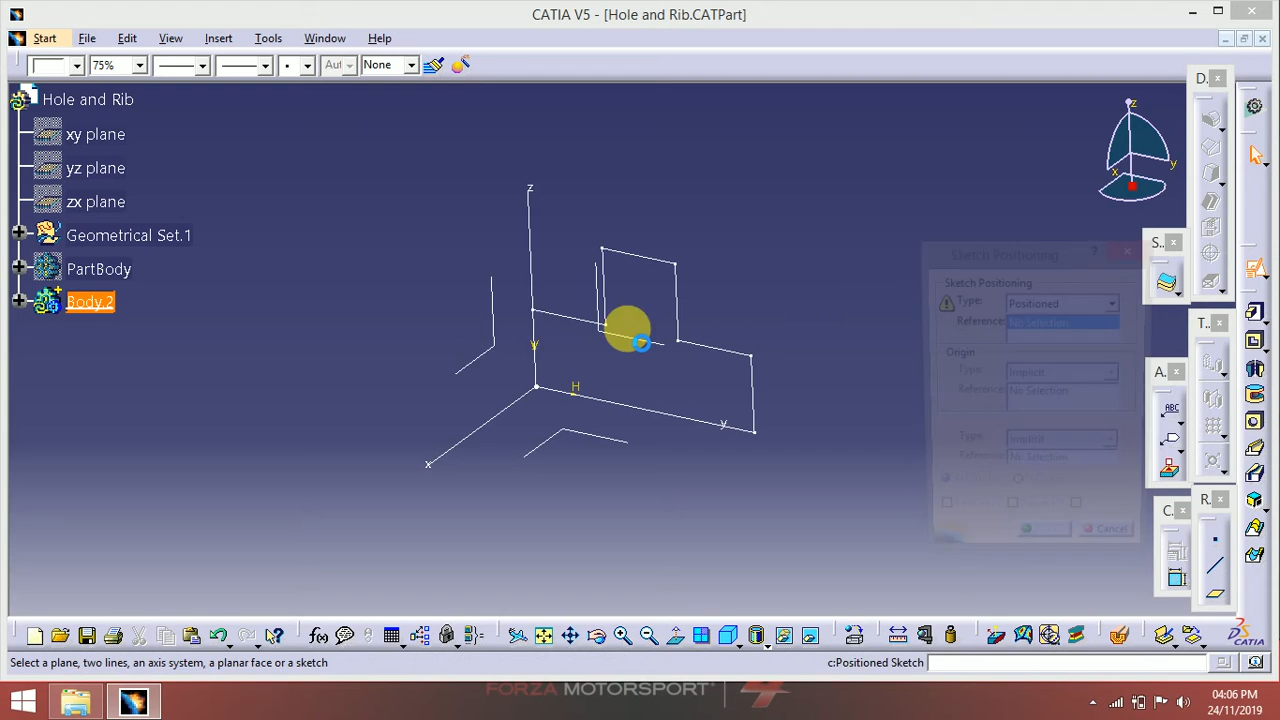 CATIA V5 - [Hole and Rib.CATPart]
Start File Edit View Insert Tools Window Help
75% Aut None
Hole and Rib
xy plane
yz plane
zx plane
Geometrical Set.1
PartBody
Body.2
z
V
H
y
x
z
y
x
D.
S..
T..
A.
R.
C.
ABC
Sketch Positioning
Sketch Positioning
Type: Positioned
Reference: No Selection
Origin
Type: Implicit
Reference: No Selection
Type: Implicit
Reference: No Selection
Cancel
f(x)
CATIA
Select a plane, two lines, an axis system, a planar face or a sketch
c:Positioned Sketch
FORZA MOTORSPORT 4
04:06 PM
24/11/2019